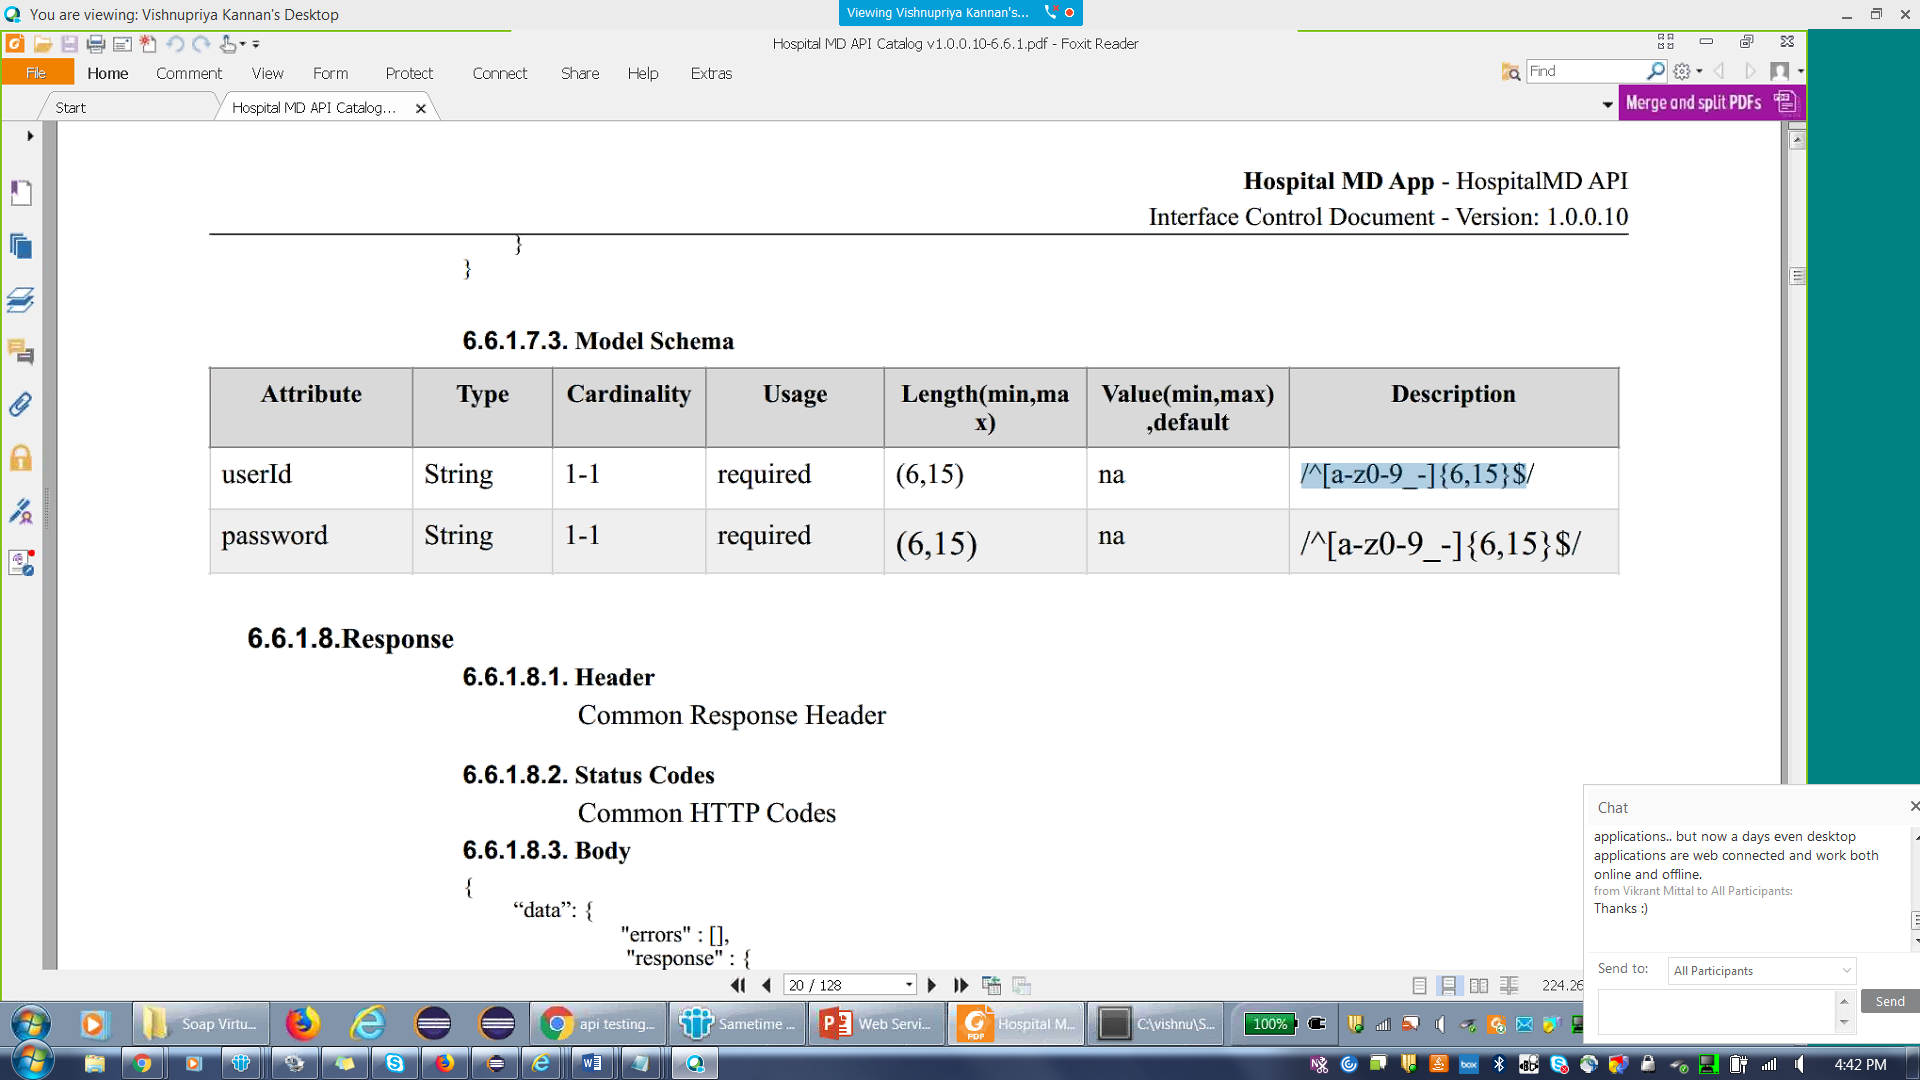 You are viewing: Vishnupriya Kannan's Desktop
Viewing Vishnupriya Kannan's...
Hospital MD API Catalog v1.0.0.10-6.6.1.pdf - Foxit Reader
File Home Comment View Form Protect Connect Share Help Extras
Find
Start
Hospital MD API Catalog...
Merge and split PDFs
Hospital MD App - HospitalMD API
Interface Control Document - Version: 1.0.0.10
}
}
6.6.1.7.3. Model Schema
Attribute Type Cardinality Usage Length(min,ma Value(min,max) Description
x) ,default
userId String 1-1 required (6,15) na /^[a-z0-9_-]{6,15}$/
password String 1-1 required (6,15) na /^[a-z0-9_-]{6,15}$/
6.6.1.8.Response
6.6.1.8.1. Header
Common Response Header
6.6.1.8.2. Status Codes
Common HTTP Codes
6.6.1.8.3. Body
{
“data”: {
"errors" : [],
"response" : {
Chat
applications.. but now a days even desktop
applications are web connected and work both
online and offline.
from Vikrant Mittal to All Participants:
Thanks :)
Send to: All Participants
Send
20 / 128
224.26
Soap Virtu...
api testing...
Sametime ...
Web Servi...
PDF
Hospital M...
C:\vishnu\S...
100%
box
4:42 PM